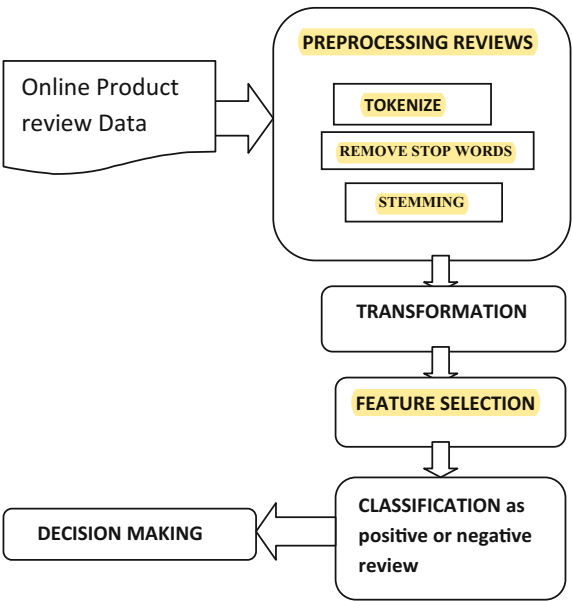 PREPROCESSING REVIEWS
Online Product
review Data
TOKENIZE
REMOVE STOP WORDS
STEMMING
TRANSFORMATION
FEATURE SELECTION
CLASSIFICATION as
positive or negative
review
DECISION MAKING